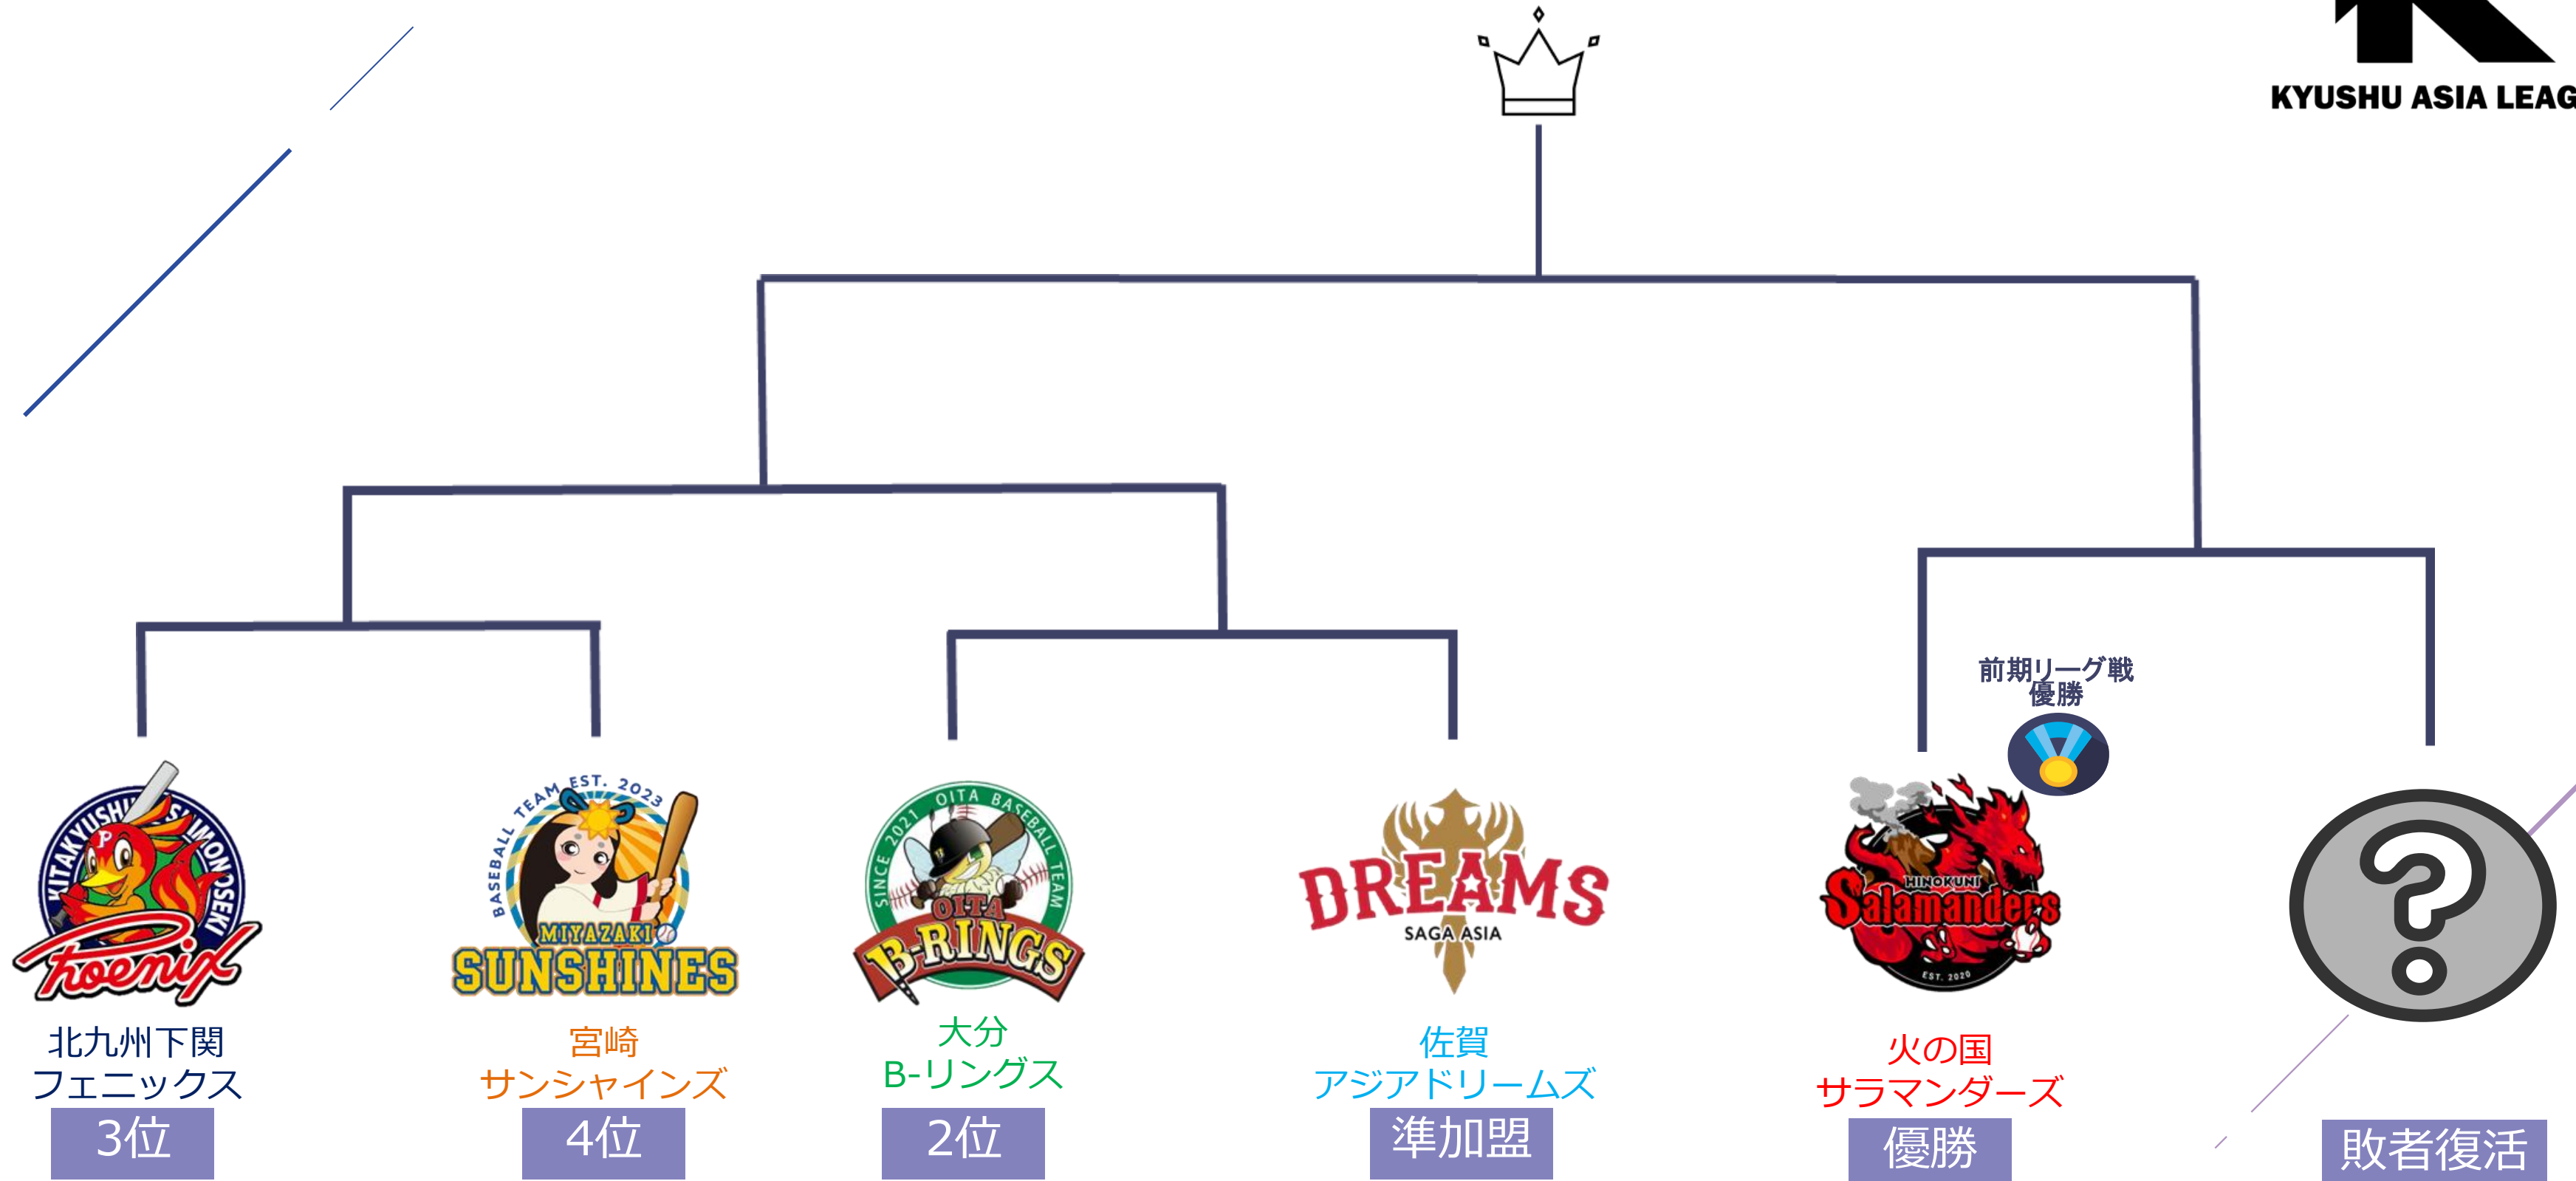 KYUSHU ASIA LEAG
前期リーグ戦
優勝
KITAKYUSHU SHIMONOSEKI
P
Phoenix
BASEBALL TEAM EST. 2023
MIYAZAKI
SUNSHINES
SINCE 2021 OITA BASEBALL TEAM
OITA
B-RINGS
DREAMS
SAGA ASIA
HINOKUNI
Salamanders
EST. 2020
?
北九州下関
フェニックス
3位
宮崎
サンシャインズ
4位
大分
B-リングス
2位
佐賀
アジアドリームズ
準加盟
火の国
サラマンダーズ
優勝
敗者復活